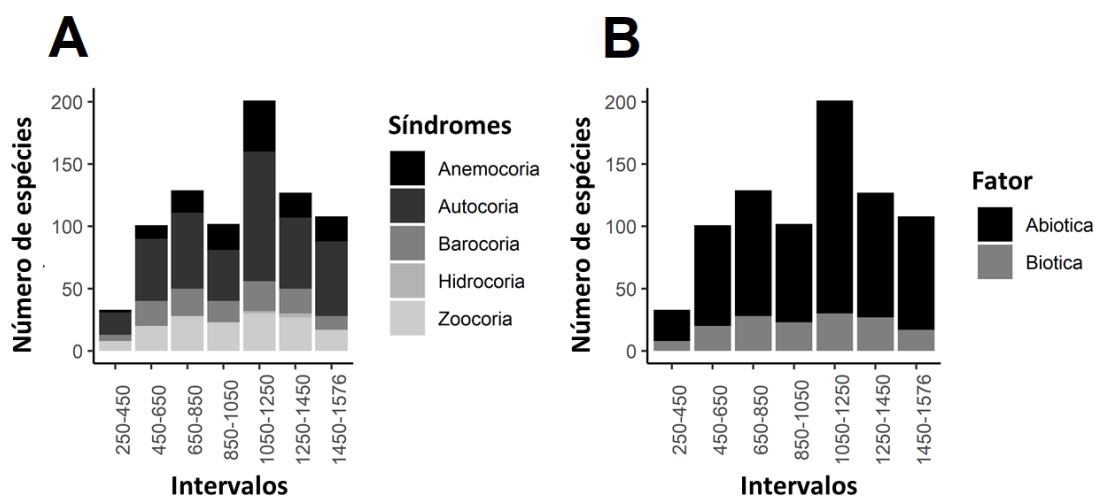 A
Número de espécies
200
150
100
50
0
250-450
450-650
650-850
850-1050
1050-1250
1250-1450
1450-1576
Intervalos
Síndromes
Anemocoria
Autocoria
Barocoria
Hidrocoria
Zoocoria
B
Número de espécies
200
150
100
50
0
250-450
450-650
650-850
850-1050
1050-1250
1250-1450
1450-1576
Intervalos
Fator
Abiotica
Biotica